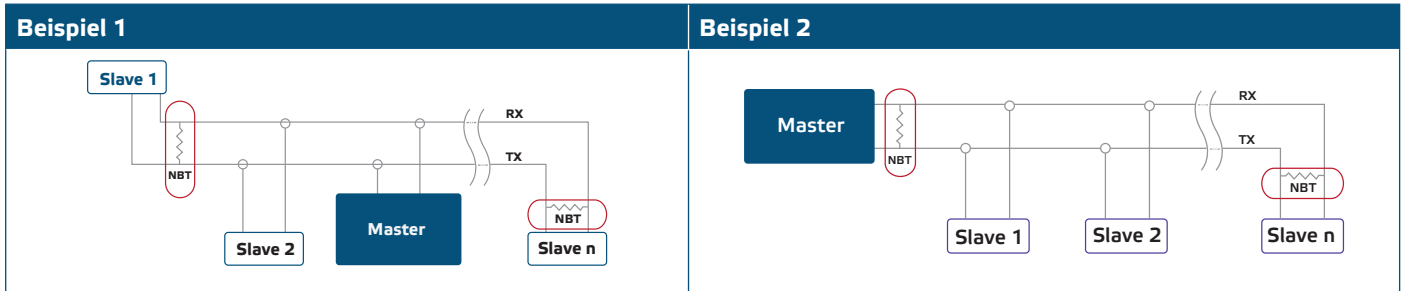 Beispiel 1
Slave 1
RX
TX
NBT
NBT
Master
Slave 2
Slave n
Beispiel 2
RX
Master
TX
NBT
NBT
Slave 1
Slave 2
Slave n